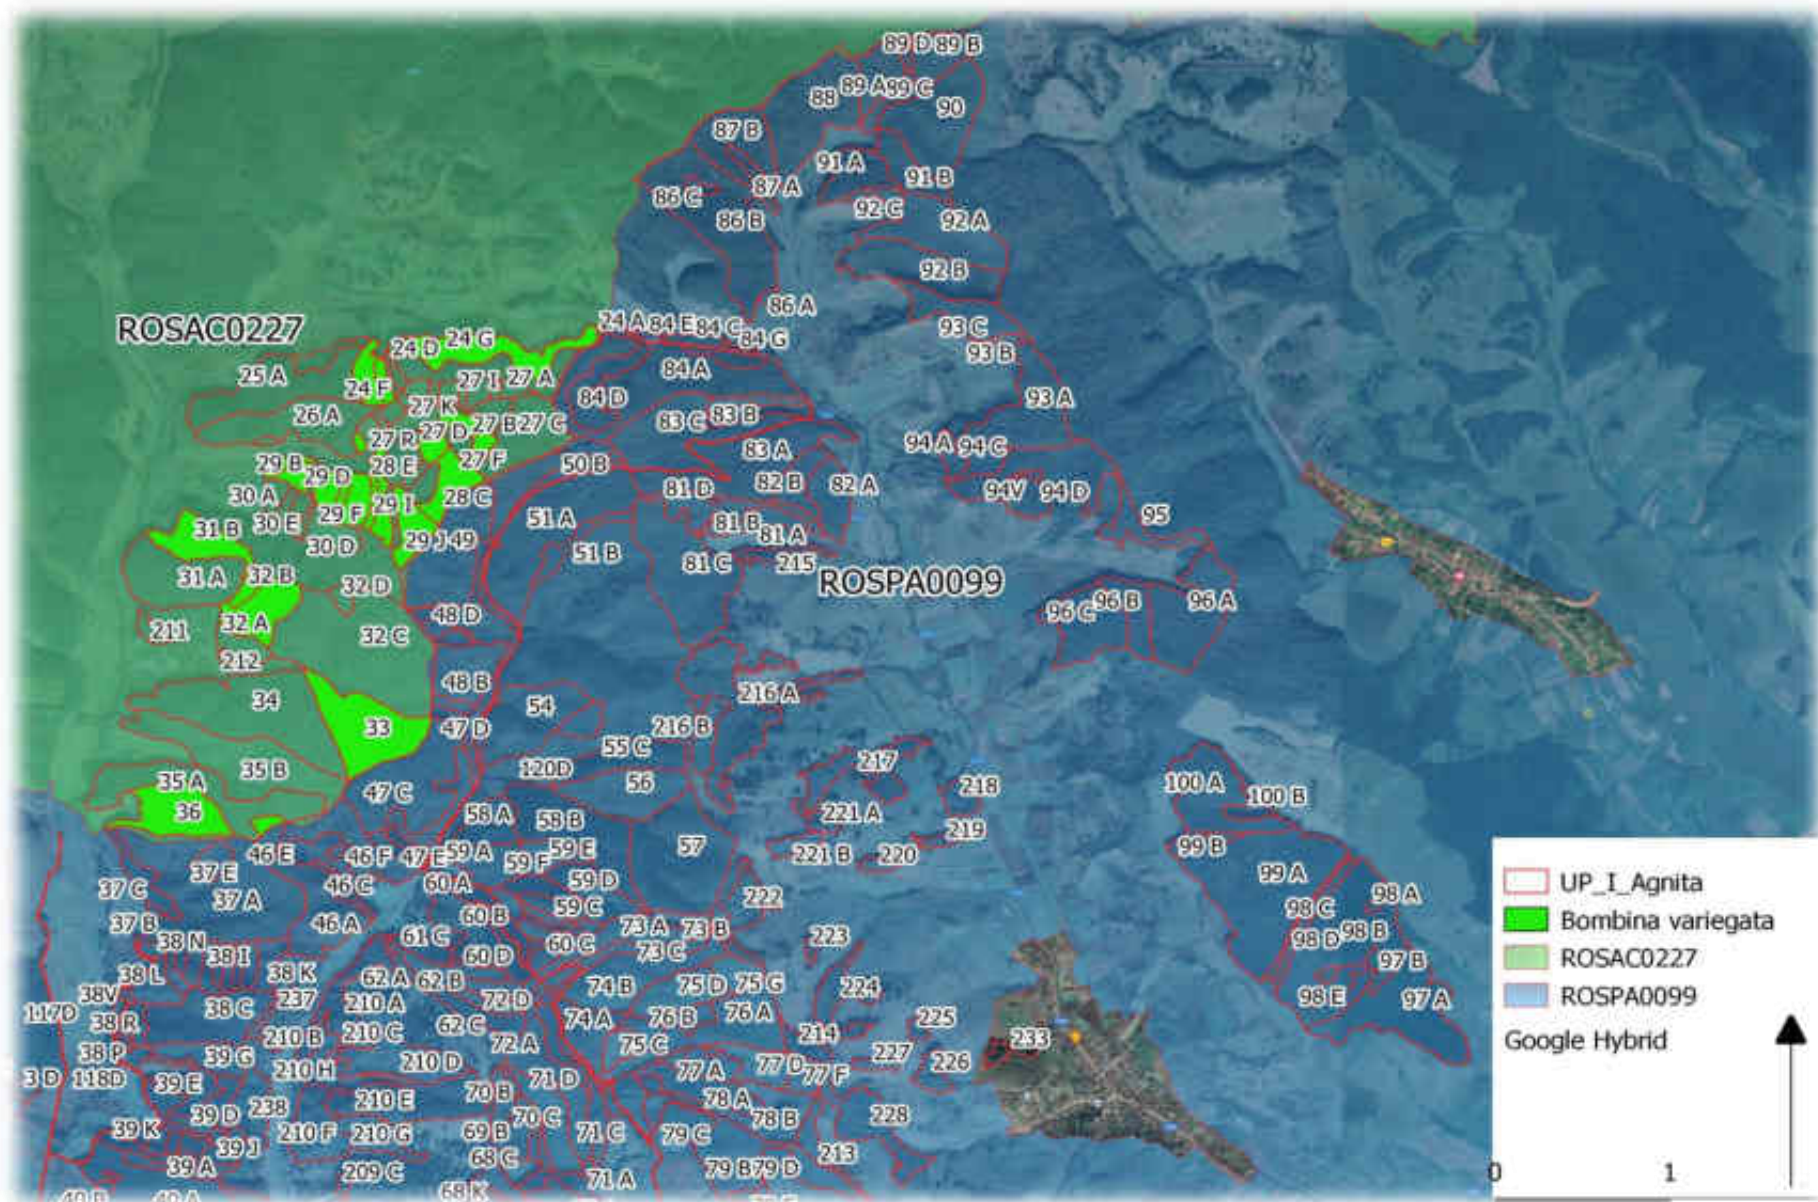 89 D 89 B
89 A 89 C
88
90
87 B
91 A
87 A
91 B
86 C
92 C
86 B
92 A
92 B
86 A
ROSAC0227
24 A 84 E 84 C
93 C
84 G
24 G
24 D
93 B
84 A
25 A
27 I 27 A
24 F
84 D
93 A
27 K
26 A
83 B
83 C
27 B 27 C
27 D
27 R
94 A 94 C
83 A
27 F
29 B
28 E
50 B
29 D
82 B
82 A
81 D
94V 94 D
30 A
28 C
29 I
29 F
51 A
95
30 E
31 B
81 B
81 A
29 J 49
30 D
51 B
81 C
215
31 A
32 B
32 D
ROSPA0099
96 B
96 A
96 C
48 D
32 A
211
32 C
212
48 B
34
216 A
54
33
47 D
216 B
55 C
217
35 B
120D
35 A
56
100 A
218
47 C
100 B
36
221 A
58 A
58 B
219
57
99 B
46 E
46 F
47 E
59 A
59 E
221 B
220
59 F
37 E
99 A
46 C
60 A
59 D
37 C
UP_I_Agnita
98 A
37 A
222
59 C
98 C
60 B
Bombina variegata
37 B
46 A
73 A
73 B
98 B
38 N
61 C
223
98 D
38 I
60 C
73 C
60 D
ROSAC0227
97 B
38 L
38 K
62 A
62 B
74 B
75 D
75 G
224
38V
237
210 A
72 D
98 E
97 A
ROSPA0099
117D
38 C
38 R
74 A
76 B
76 A
225
62 C
210 B
210 C
214
233
Google Hybrid
72 A
75 C
38 P
39 G
227
226
210 D
77 D
3 D
118D
210 H
77 A
77 F
71 D
39 E
70 B
210 E
78 A
238
39 D
70 C
78 B
228
39 K
210 F
210 G
69 B
71 C
79 C
39 J
213
68 C
39 A
209 C
79 B
79 D
0
1
71 A
68 K